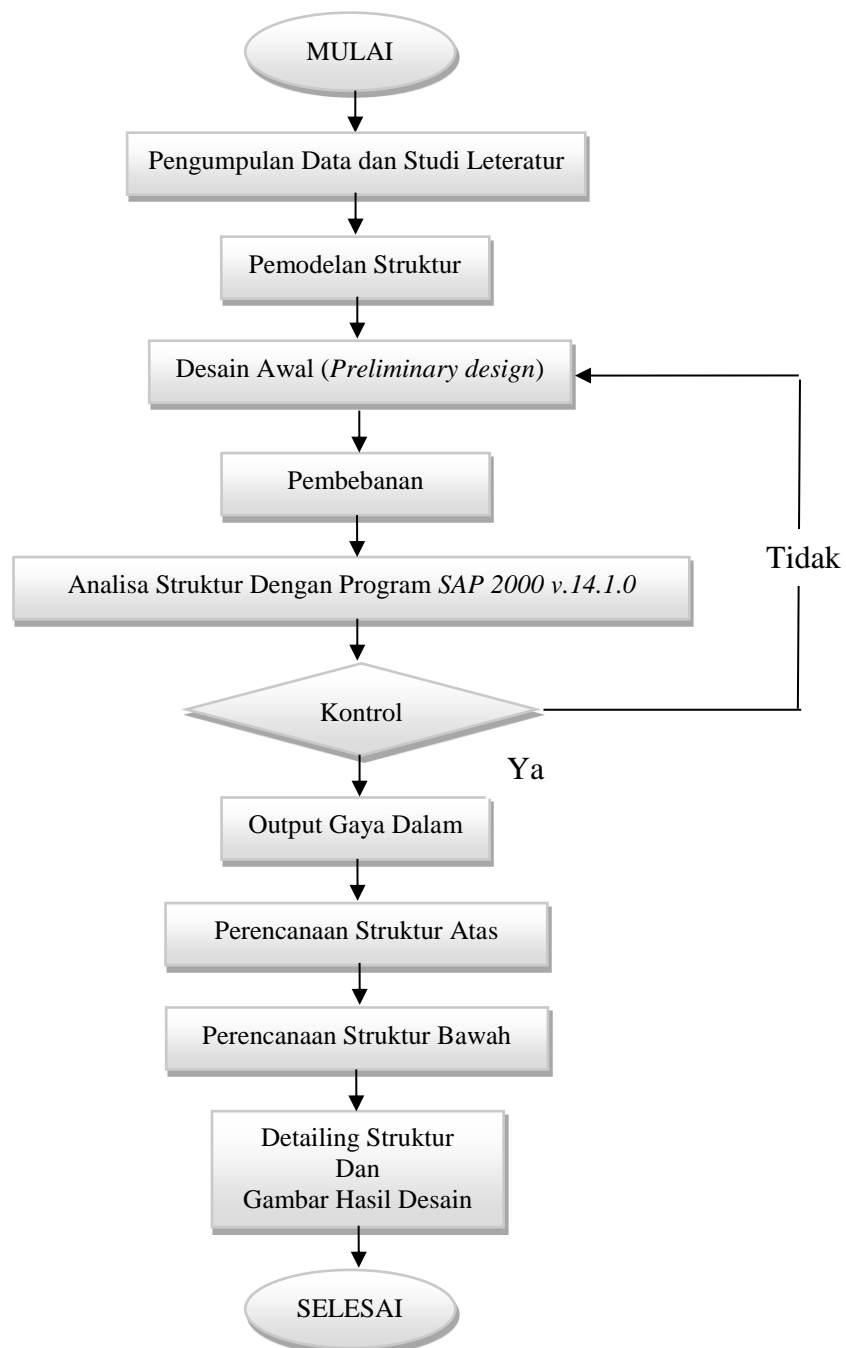 MULAI
Pengumpulan Data dan Studi Leteratur
Pemodelan Struktur
Desain Awal (Preliminary design)
Pembebanan
Tidak
Analisa Struktur Dengan Program SAP 2000 v.14.1.0
Kontrol
Ya
Output Gaya Dalam
Perencanaan Struktur Atas
Perencanaan Struktur Bawah
Detailing Struktur
Dan
Gambar Hasil Desain
SELESAI